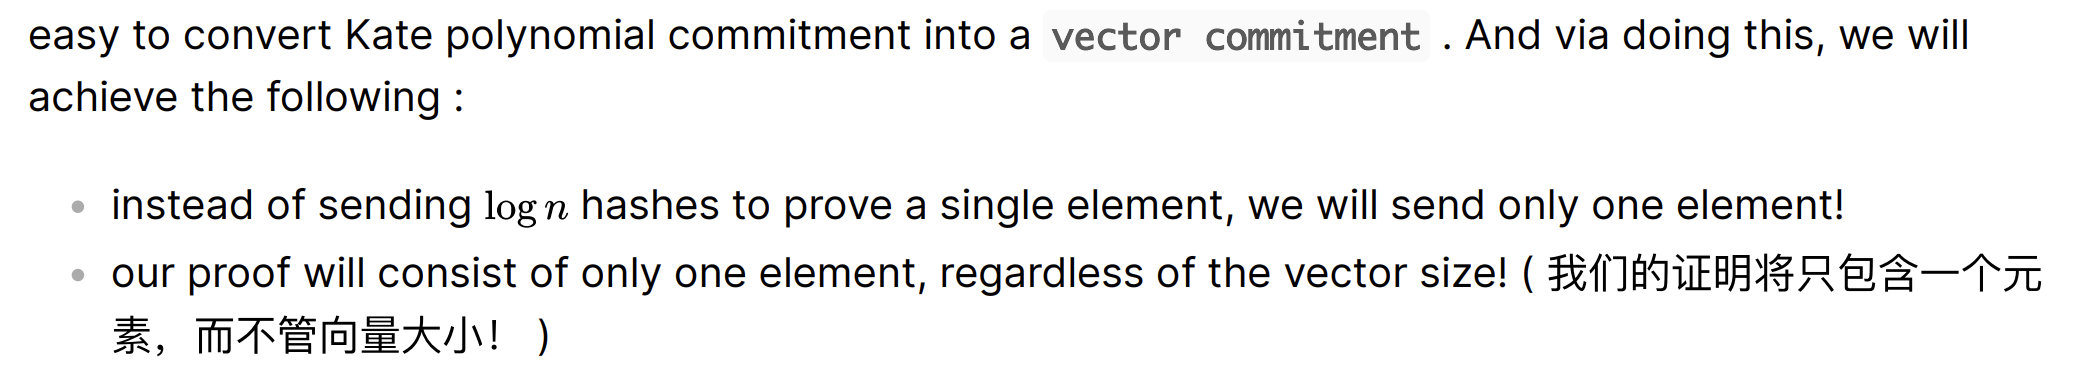 easy to convert Kate polynomial commitment into a vector commitment . And via doing this, we will
achieve the following :
instead of sending log n hashes to prove a single element, we will send only one element!
our proof will consist of only one element, regardless of the vector size! ( 我们的证明将只包含一个元
素，而不管向量大小！ )